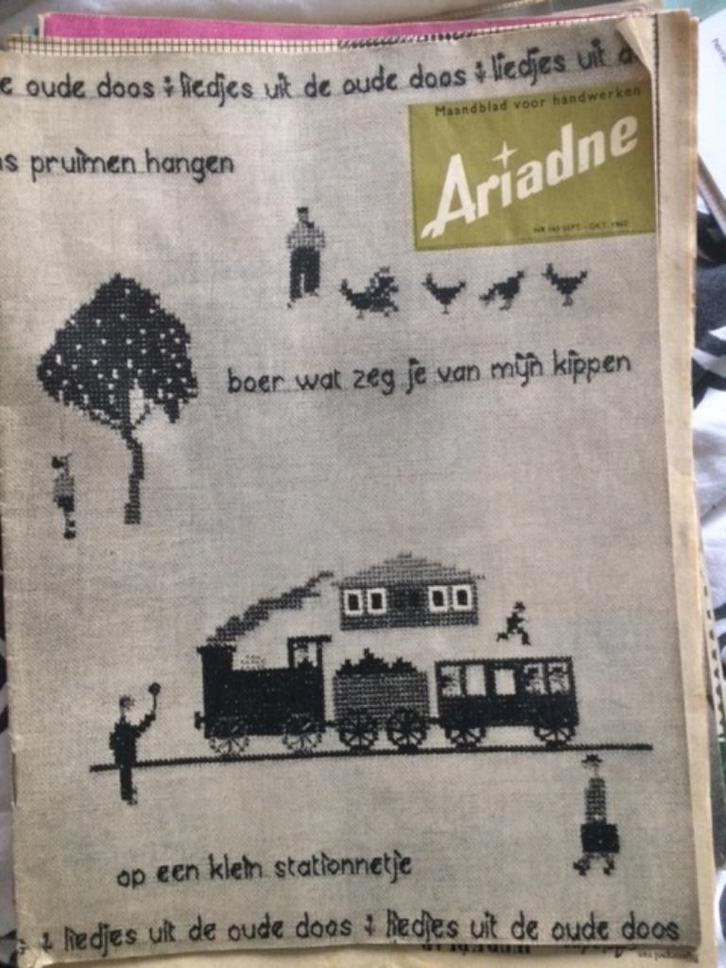 e oude doos liedjes uit de oude doos liedjes uit d
Maandblad voor handwerken
Ariadne
s pruimen hangen
boer wat zeg je van mijn kippen
op een klein stationnetje
liedjes uit de oude doos liedjes uit de oude doos